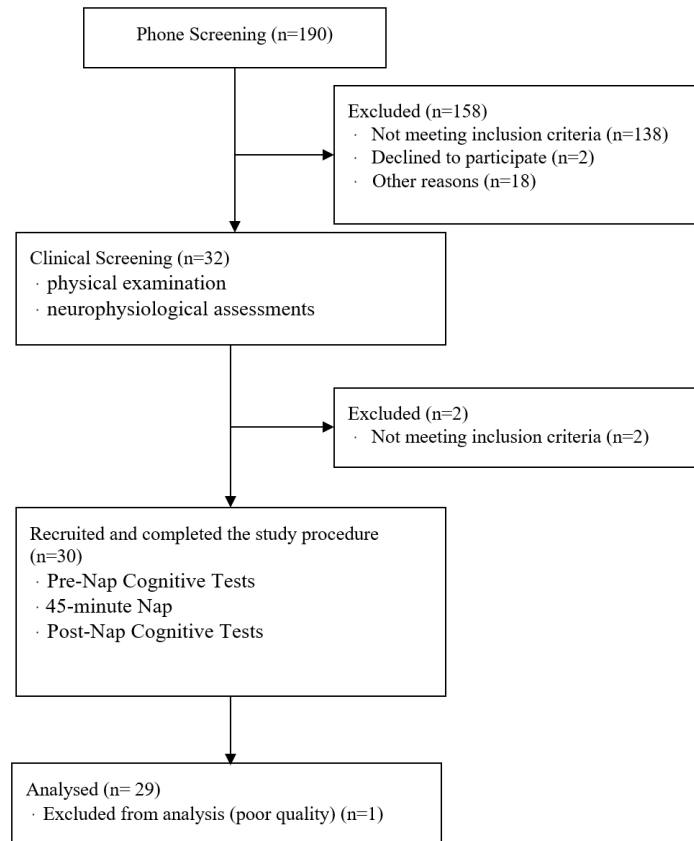 Phone Screening (n=190)
Excluded (n=158)
· Not meeting inclusion criteria (n=138)
· Declined to participate (n=2)
· Other reasons (n=18)
Clinical Screening (n=32)
· physical examination
· neurophysiological assessments
Excluded (n=2)
· Not meeting inclusion criteria (n=2)
Recruited and completed the study procedure
(n=30)
· Pre-Nap Cognitive Tests
· 45-minute Nap
· Post-Nap Cognitive Tests
Analysed (n= 29)
· Excluded from analysis (poor quality) (n=1)